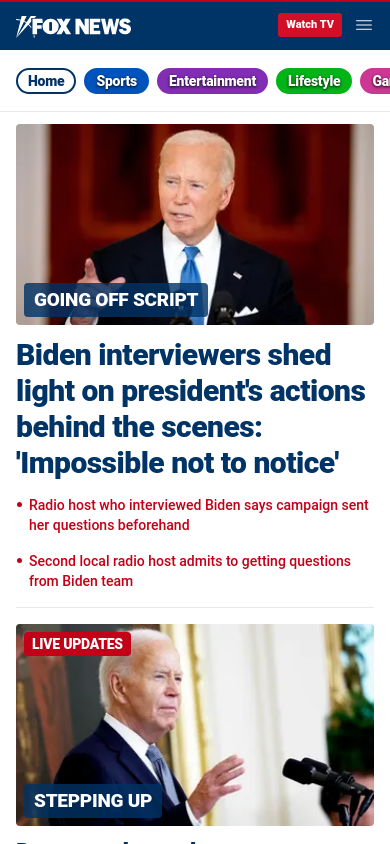 FOX NEWS
Watch TV
Home
Sports
Entertainment
Lifestyle
GOING OFF SCRIPT
Biden interviewers shed
light on president's actions
behind the scenes:
'Impossible not to notice'
• Radio host who interviewed Biden says campaign sent
her questions beforehand
• Second local radio host admits to getting questions
from Biden team
LIVE UPDATES
STEPPING UP